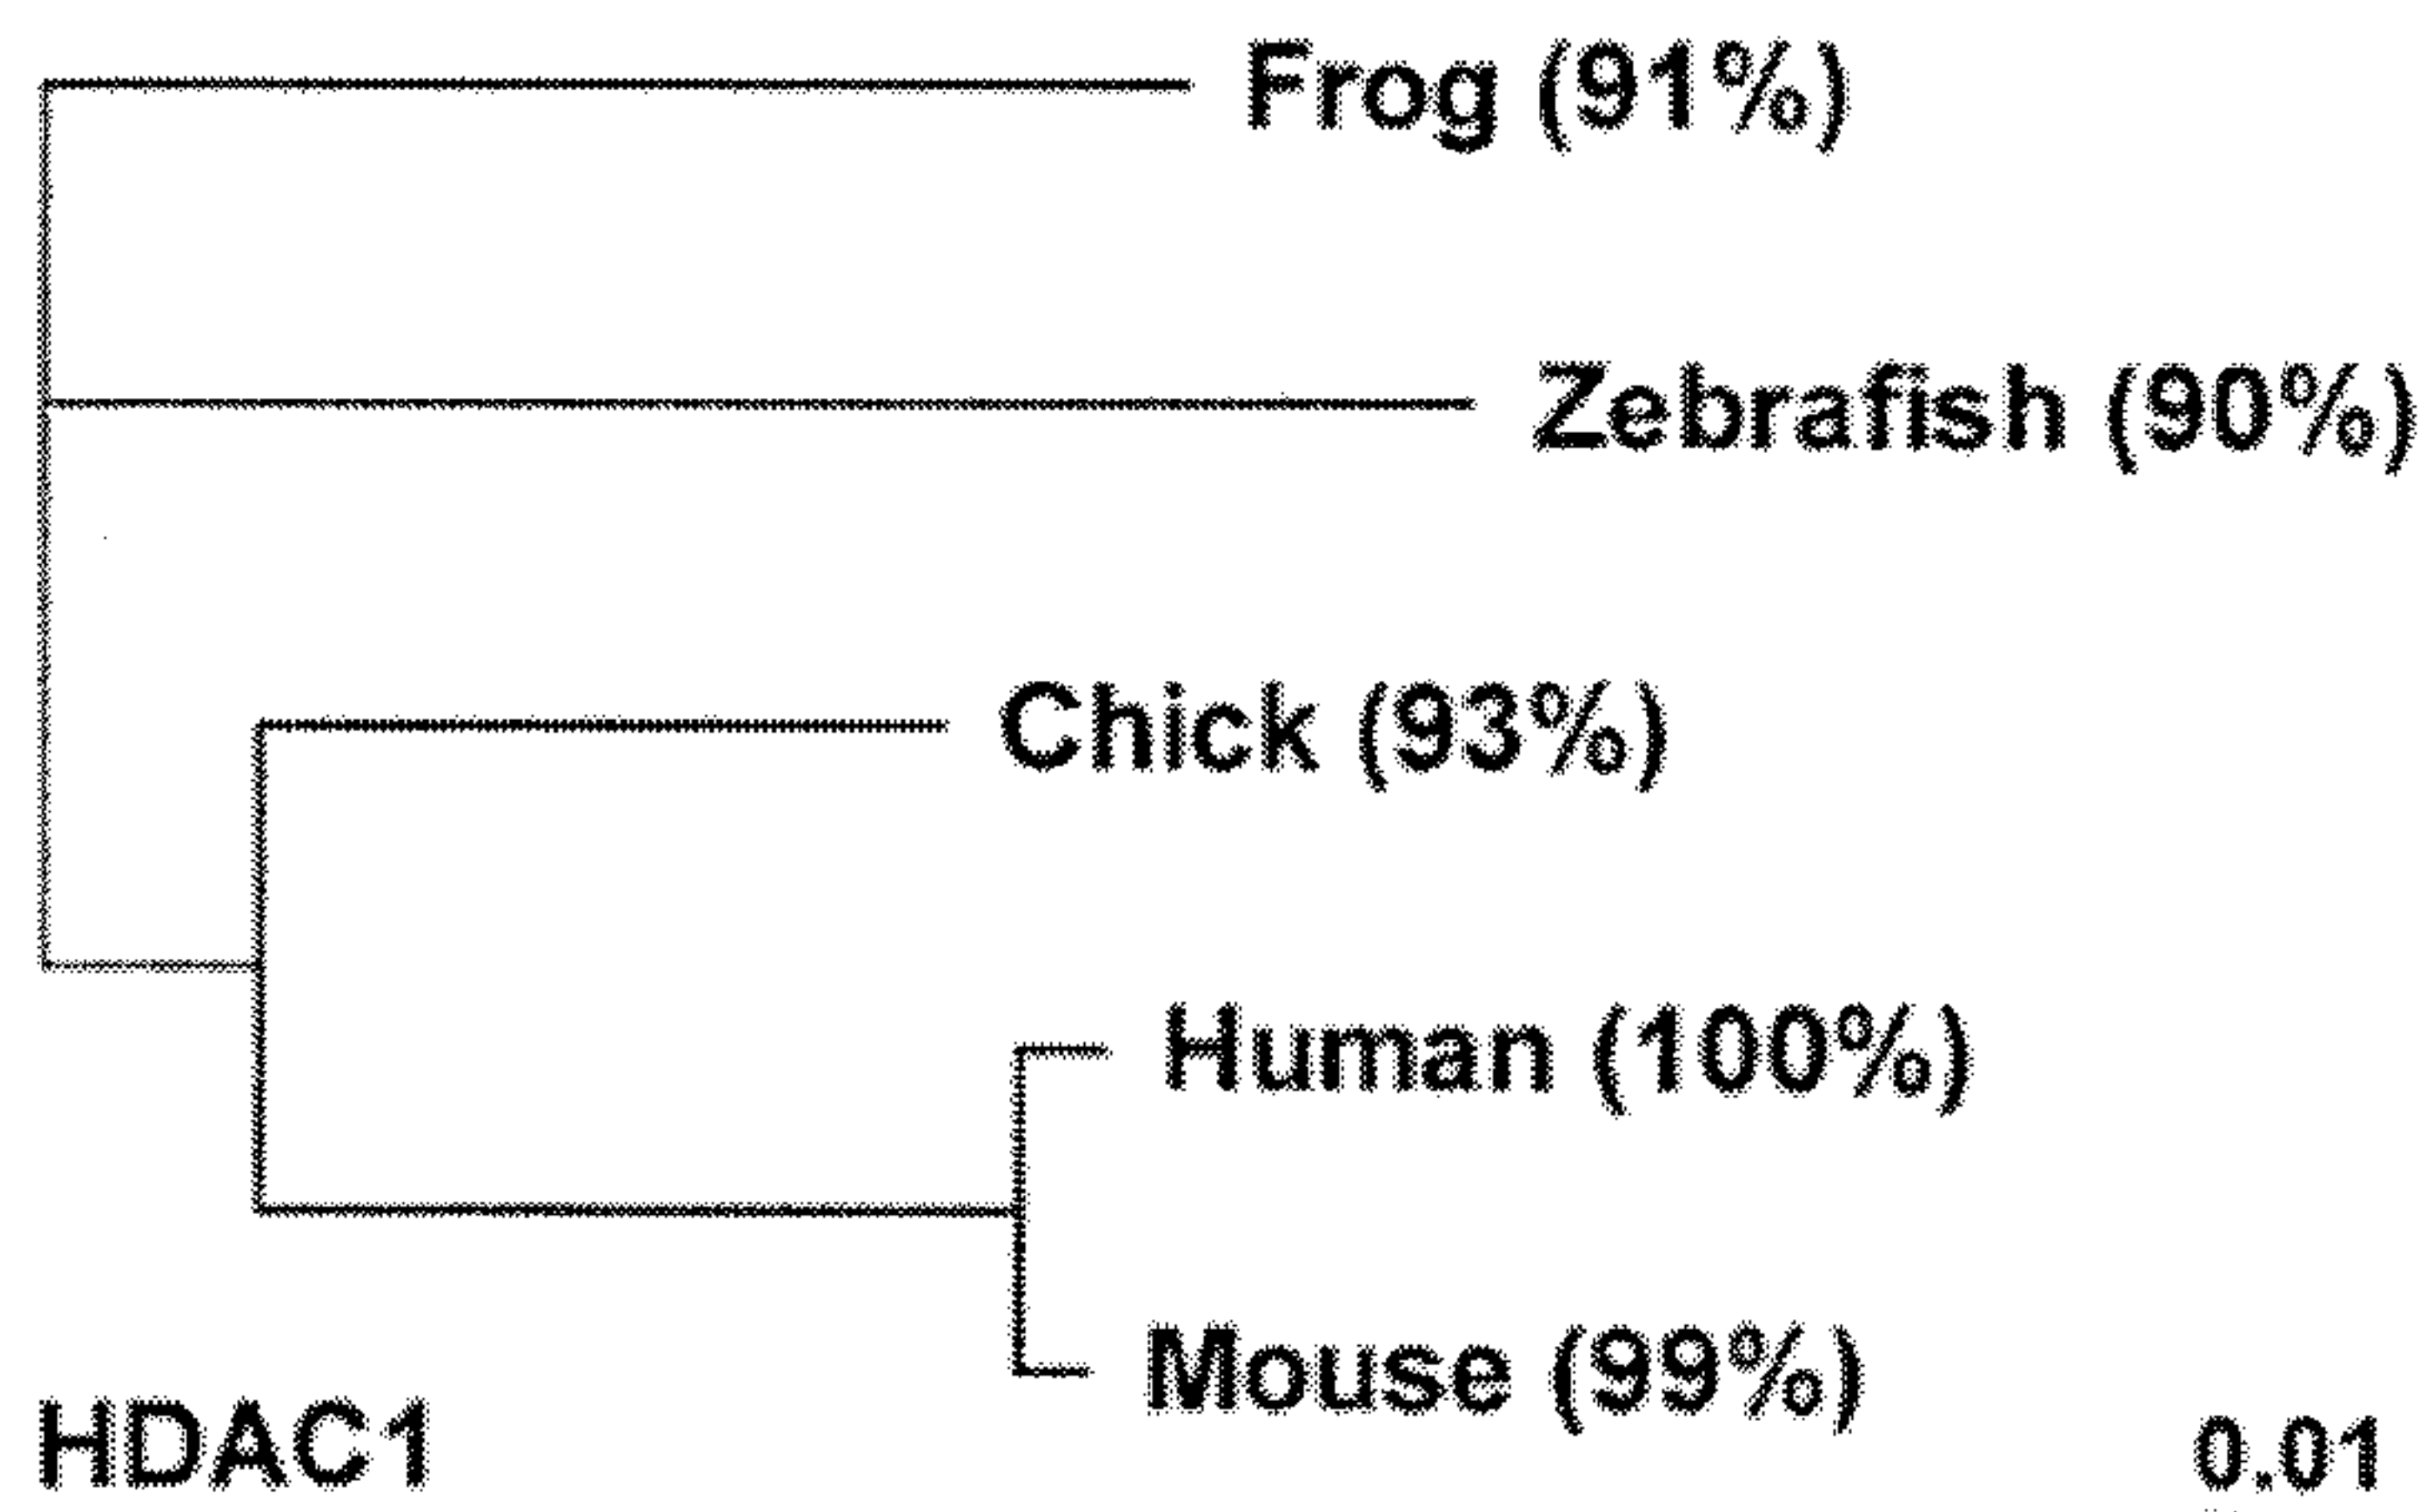 Frog (91%)
Zebrafish (90%)
Chick (93%)
Human (100%)
Mouse (99%)
HDAC1
0.01